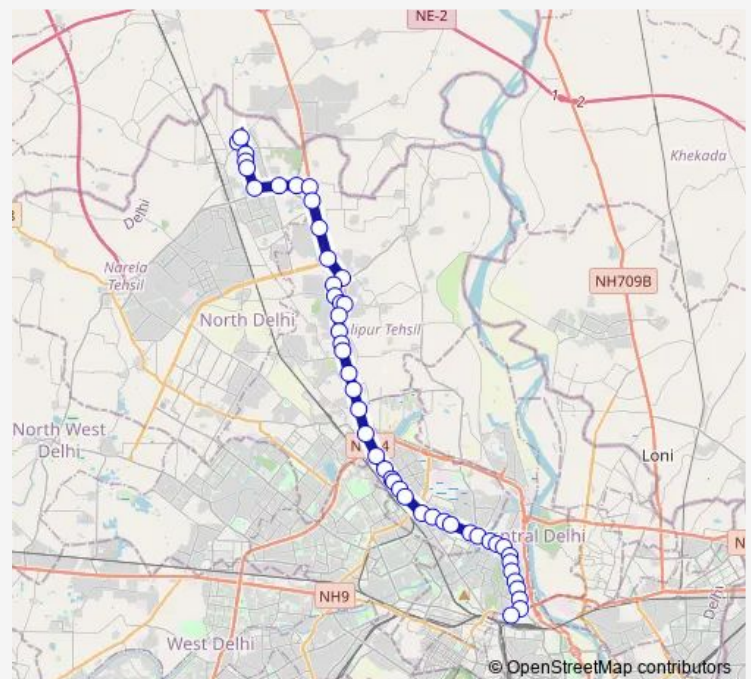 NE-2
1
2
Khekada
Delhi
Narela
Tehsil
NH709B
North Delhi
lipur Tehsil
North West
Delhi
N 4
Loni
ntral Delhi
N
NH9
Delhi
West Delhi
© OpenStreetMap contributors